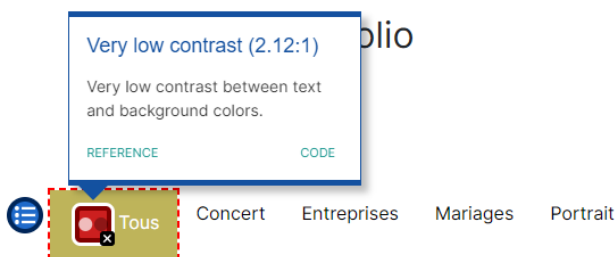 Very low contrast (2.12:1)
olio
Very low contrast between text
and background colors.
REFERENCE CODE
Tous Concert Entreprises Mariages Portrait